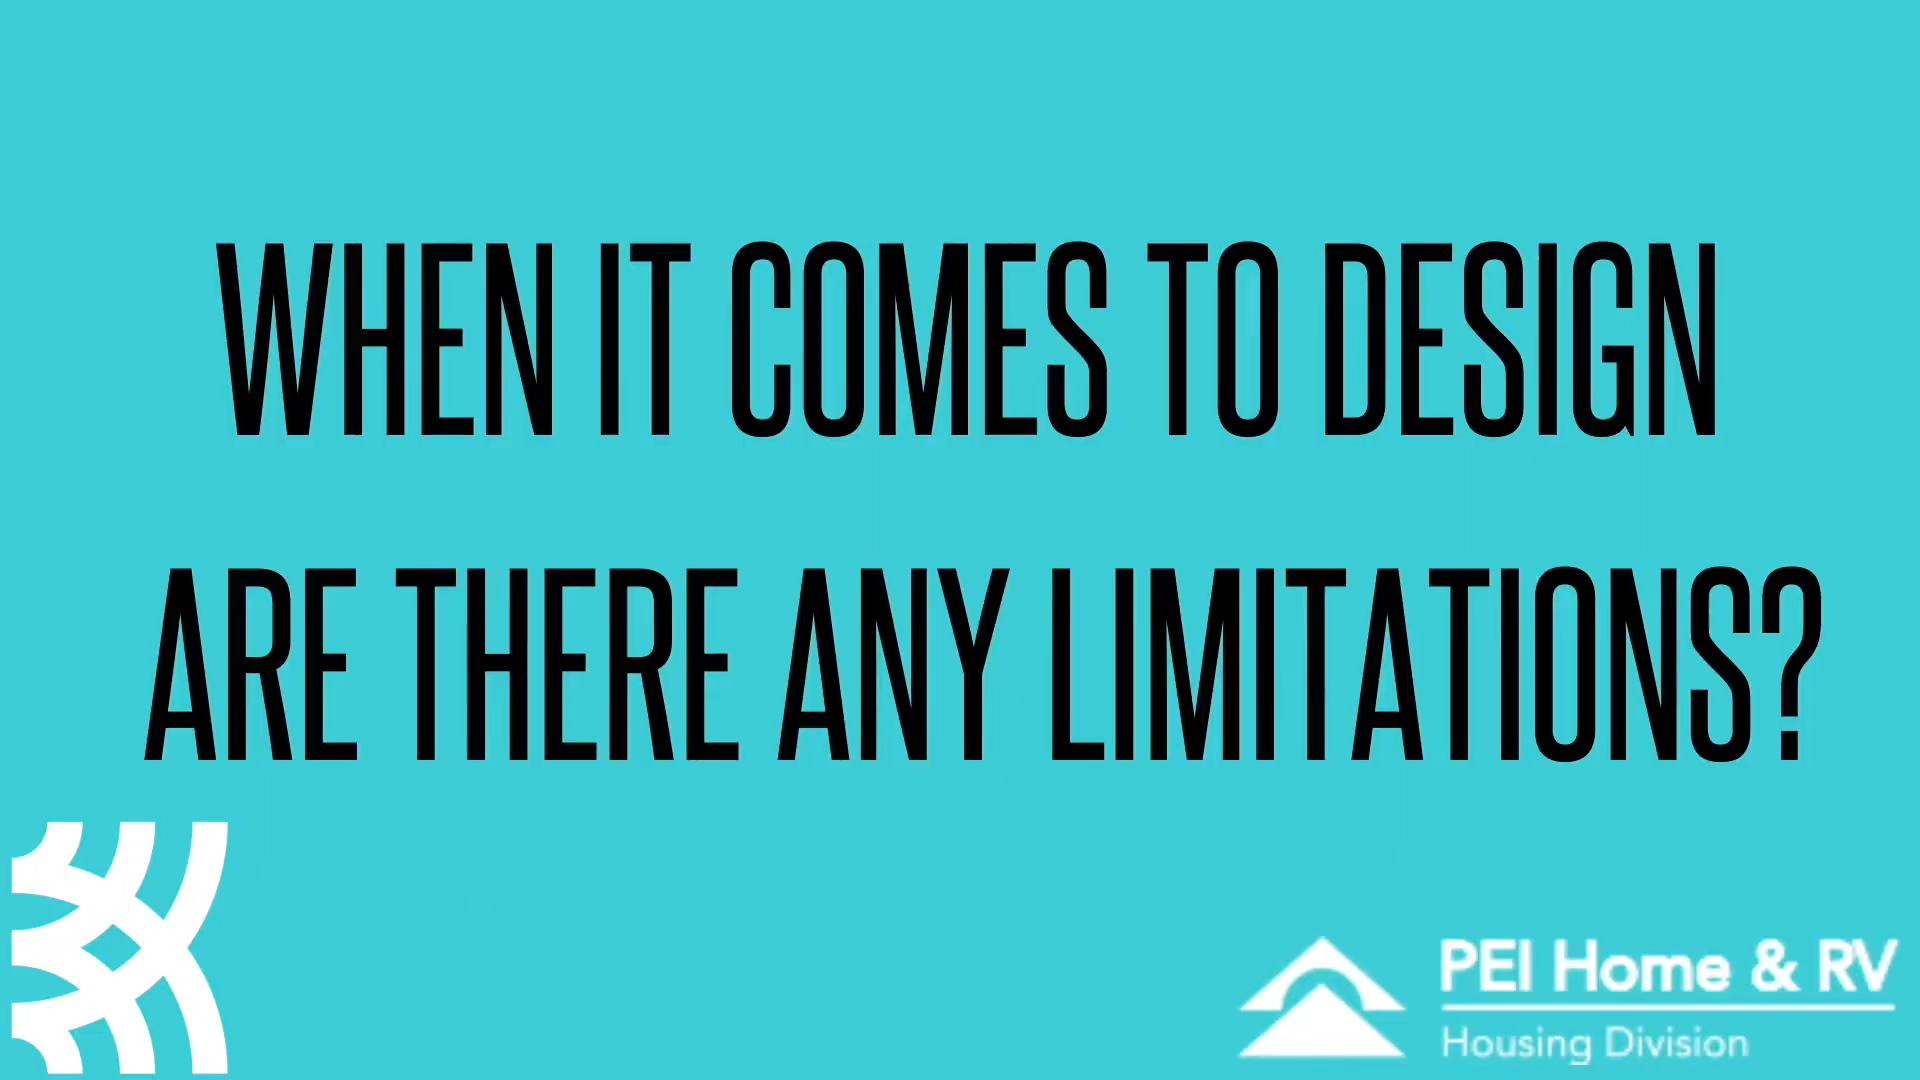 WHEN IT COMES TO DESIGN
ARE THERE ANY LIMITATIONS?
PEI Home & RV
Housing Division